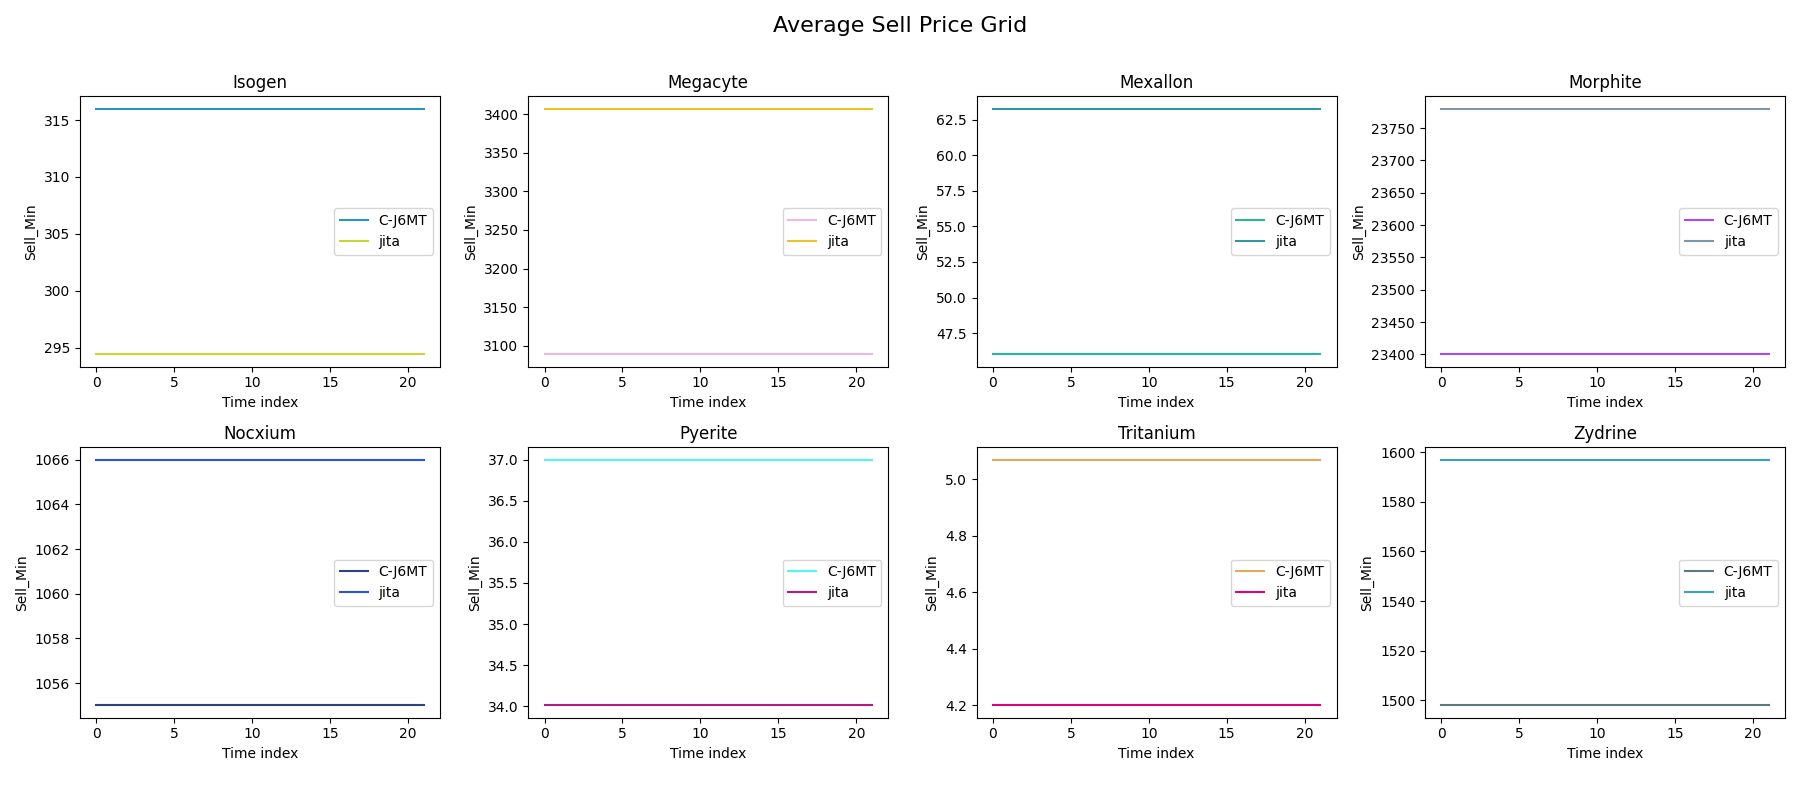 Average Sell Price Grid
Isogen
Sell_Min
315
310
305
300
295
C-J6MT
jita
0 5 10 15 20
Time index
Megacyte
Sell_Min
3400
3350
3300
3250
3200
3150
3100
C-J6MT
jita
0 5 10 15 20
Time index
Mexallon
Sell_Min
62.5
60.0
57.5
55.0
52.5
50.0
47.5
C-J6MT
jita
0 5 10 15 20
Time index
Morphite
Sell_Min
23750
23700
23650
23600
23550
23500
23450
23400
C-J6MT
jita
0 5 10 15 20
Time index
Nocxium
Sell_Min
1066
1064
1062
1060
1058
1056
C-J6MT
jita
0 5 10 15 20
Time index
Pyerite
Sell_Min
37.0
36.5
36.0
35.5
35.0
34.5
34.0
C-J6MT
jita
0 5 10 15 20
Time index
Tritanium
Sell_Min
5.0
4.8
4.6
4.4
4.2
C-J6MT
jita
0 5 10 15 20
Time index
Zydrine
Sell_Min
1600
1580
1560
1540
1520
1500
C-J6MT
jita
0 5 10 15 20
Time index